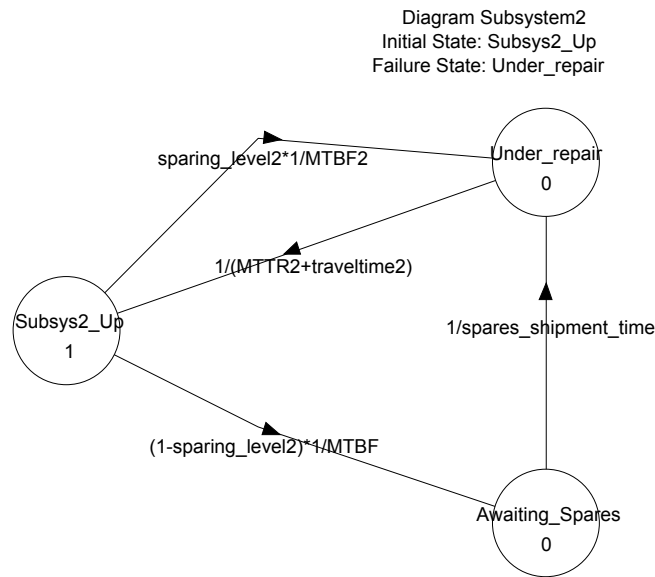 Diagram Subsystem2
Initial State: Subsys2_Up
Failure State: Under_repair
sparing_level2*1/MTBF2
Under_repair
0
1/(MTTR2+traveltime2)
Subsys2_Up
1
1/spares_shipment_time
(1-sparing_level2)*1/MTBF
Awaiting_Spares
0